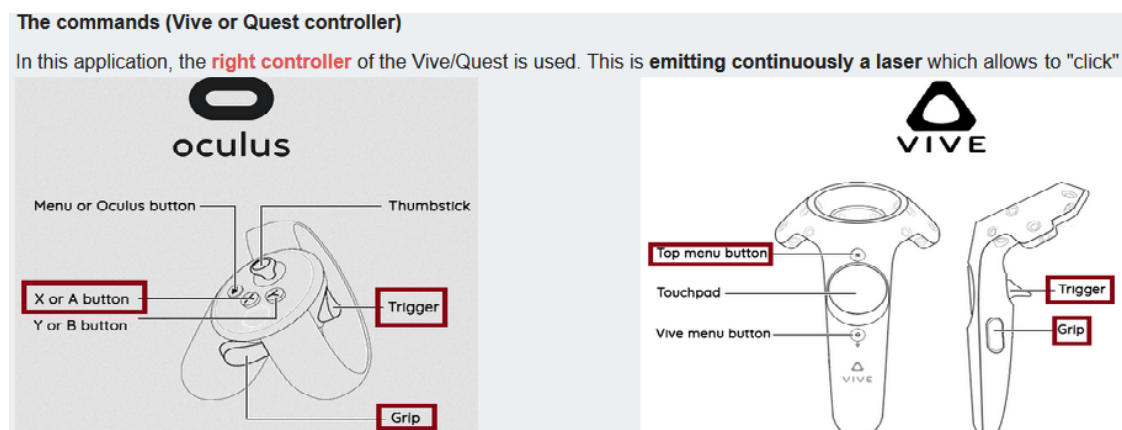 The commands (Vive or Quest controller)
In this application, the right controller of the Vive/Quest is used. This is emitting continuously a laser which allows to "click"
oculus
Menu or Oculus button
Thumbstick
X or A button
Trigger
Y or B button
Grip
VIVE
Top menu button
Touchpad
Trigger
Vive menu button
Grip
VIVE